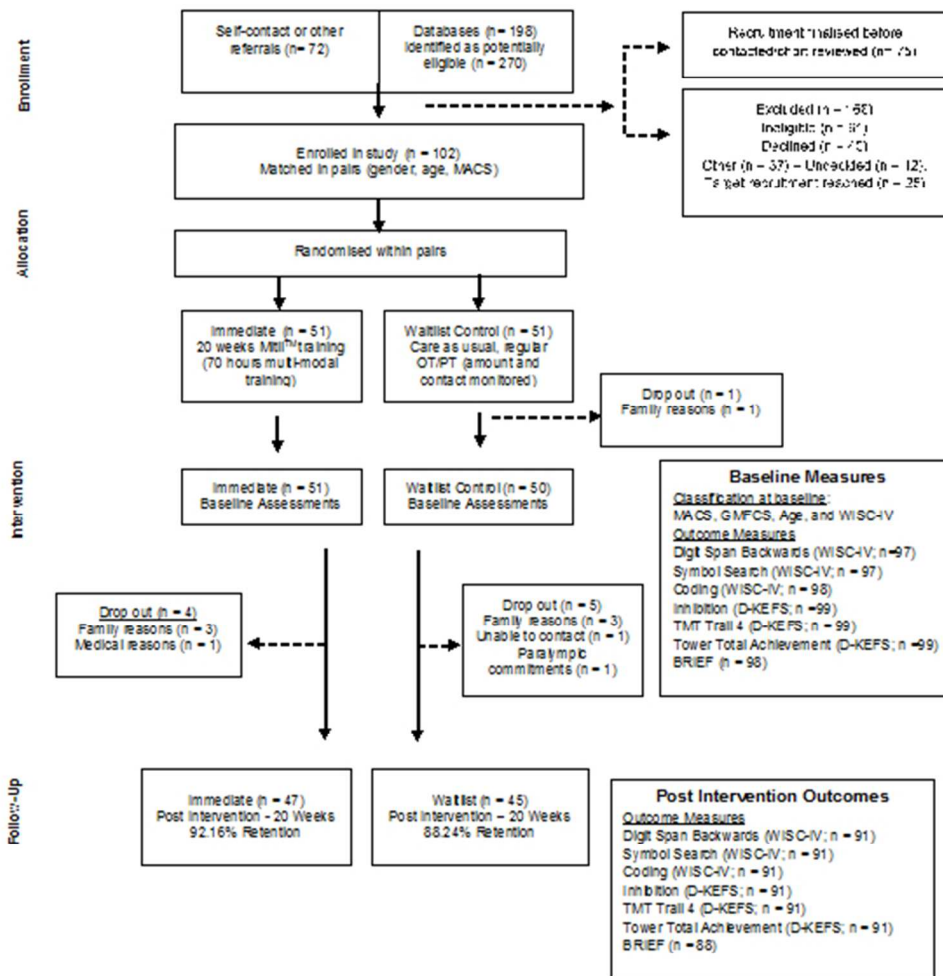 Enrollment
Self-contact or other
referrals (n= 72)
Databases (n= 198)
Identified as potentially
eligible (n = 270)
Recruitment finalised before
contacted/chart reviewed (n= 75)
Excluded (n = 168)
Ineligible (n = 61)
Declined (n =
Other (n = 37) – Undecided (n = 12),
Target recruitment reached (n = 25)
Enrolled in study (n = 102)
Matched in pairs (gender, age, MACS)
Allocation
Randomised within pairs
Immediate (n = 51)
20 weeks Mitii™ training
(70 hours multi-modal
training)
Waitlist Control (n = 51)
Care as usual, regular
OT/PT (amount and
contact monitored)
Drop out (n = 1)
Family reasons (n = 1)
Intervention
Immediate (n = 51)
Baseline Assessments
Waitlist Control (n = 50)
Baseline Assessments
Baseline Measures
Classification at baseline:
MACS, GMFCS, Age, and WISC-IV
Outcome Measures
Digit Span Backwards (WISC-IV; n=97)
Symbol Search (WISC-IV; n = 97)
Coding (WISC-IV; n = 98)
Inhibition (D-KEFS; n =99)
TMT Trail 4 (D-KEFS; n = 99)
Tower Total Achievement (D-KEFS; n =99)
BRIEF (n = 98)
Drop out (n = 4)
Family reasons (n = 3)
Medical reasons (n = 1)
Drop out (n = 5)
Family reasons (n = 3)
Unable to contact (n = 1)
Paralympic
commitments (n = 1)
Follow-Up
Immediate (n = 47)
Post Intervention – 20 Weeks
92.16% Retention
Waitlist (n = 45)
Post Intervention – 20 Weeks
88.24% Retention
Post Intervention Outcomes
Outcome Measures
Digit Span Backwards (WISC-IV; n = 91)
Symbol Search (WISC-IV; n = 91)
Coding (WISC-IV; n = 91)
Inhibition (D-KEFS; n = 91)
TMT Trail 4 (D-KEFS; n = 91)
Tower Total Achievement (D-KEFS; n = 91)
BRIEF (n = 88)